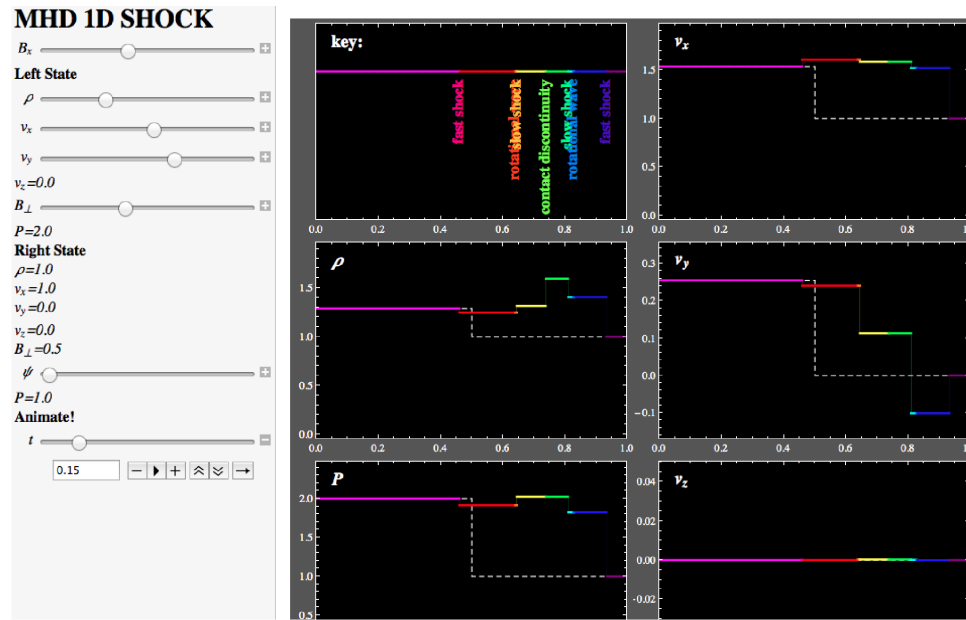 MHD 1D SHOCK
Bx
Left State
ρ
vx
vy
vz=0.0
B⊥
P=2.0
Right State
ρ=1.0
vx=1.0
vy=0.0
vz=0.0
B⊥=0.5
ψ
P=1.0
Animate!
t
0.15
key:
fast shock
slow shock
contact discontinuity
slow shock
rotational wave
fast shock
0.0 0.2 0.4 0.6 0.8 1.0
vx
1.5
1.0
1.5
0.0
0.0 0.2 0.4 0.6 0.8 1.0
ρ
1.5
1.0
1.5
0.0
0.0 0.2 0.4 0.6 0.8 1.0
vy
0.3
0.2
0.1
0.0
−0.1
0.0 0.2 0.4 0.6 0.8 1.0
P
2.0
1.5
1.0
0.5
vz
0.04
0.02
0.00
−0.02